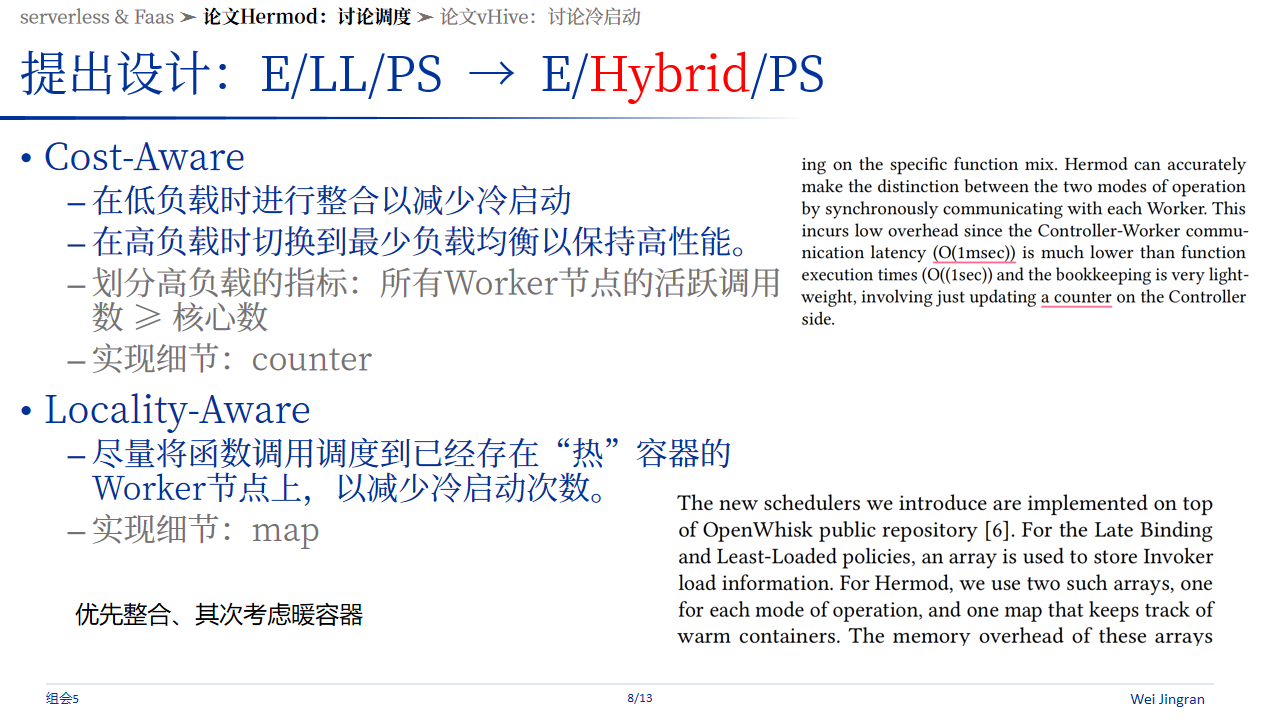 serverless & Faas ➢ 论文Hermod：讨论调度 ➢ 论文vHive：讨论冷启动
提出设计：E/LL/PS → E/Hybrid/PS
• Cost-Aware
– 在低负载时进行整合以减少冷启动
– 在高负载时切换到最少负载均衡以保持高性能。
– 划分高负载的指标：所有Worker节点的活跃调用
数 ⩾ 核心数
– 实现细节：counter
• Locality-Aware
– 尽量将函数调用调度到已经存在“热”容器的
Worker节点上，以减少冷启动次数。
– 实现细节：map
优先整合、其次考虑暖容器
ing on the specific function mix. Hermod can accurately
make the distinction between the two modes of operation
by synchronously communicating with each Worker. This
incurs low overhead since the Controller-Worker commu-
nication latency (O(1msec)) is much lower than function
execution times (O((1sec)) and the bookkeeping is very light-
weight, involving just updating a counter on the Controller
side.
The new schedulers we introduce are implemented on top
of OpenWhisk public repository [6]. For the Late Binding
and Least-Loaded policies, an array is used to store Invoker
load information. For Hermod, we use two such arrays, one
for each mode of operation, and one map that keeps track of
warm containers. The memory overhead of these arrays
组会5
8/13
Wei Jingran